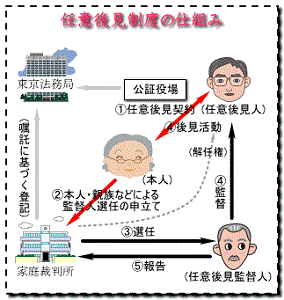 任意後見制度の仕組み
東京法務局
公証役場
①任意後見契約
(任意後見人)
④後見活動
(嘱託に基づく登記)
(本人)
(解任権)
②本人・親族などによる
監督人選任の申立て
④監督
③選任
家庭裁判所
⑤報告
(任意後見監督人)